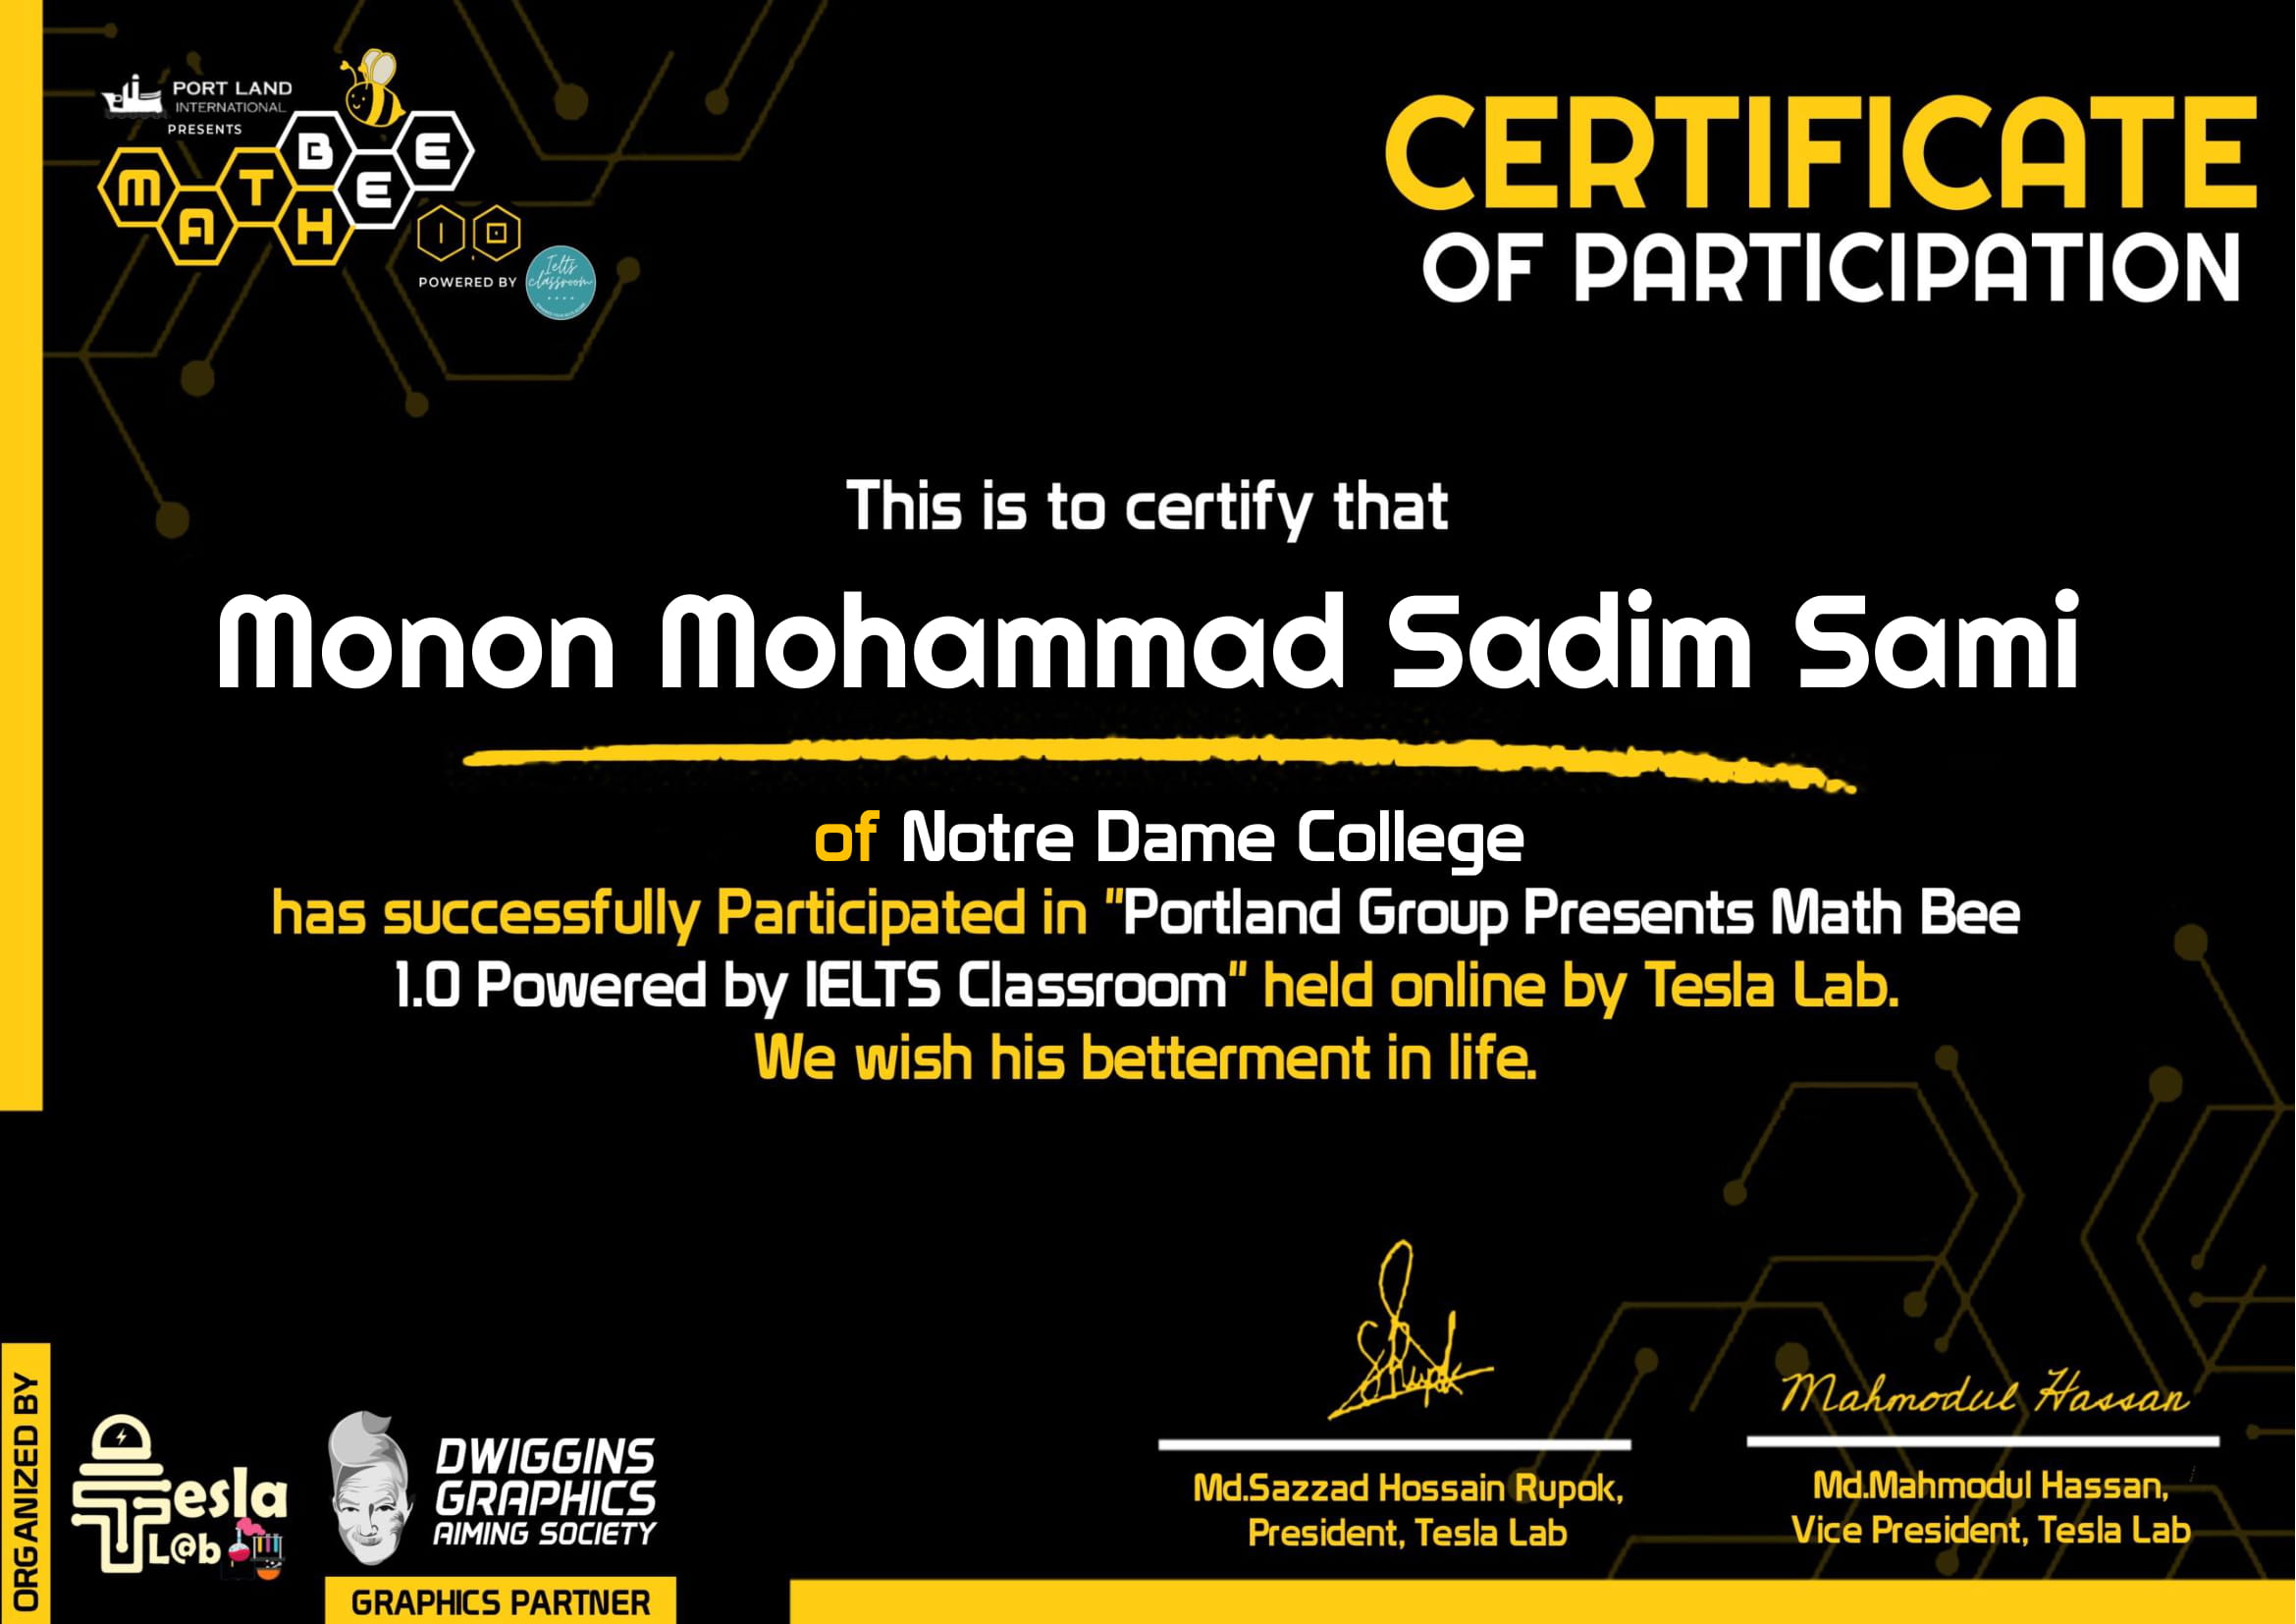 PORT LAND
INTERNATIONAL
PRESENTS
MATH BEE
1.0
POWERED BY
Ielts
classroom
CERTIFICATE
OF PARTICIPATION
This is to certify that
Monon Mohammad Sadim Sami
of Notre Dame College
has successfully Participated in "Portland Group Presents Math Bee
1.0 Powered by IELTS Classroom" held online by Tesla Lab.
We wish his betterment in life.
ORGANIZED BY
Tesla
L@b
DWIGGINS
GRAPHICS
AIMING SOCIETY
GRAPHICS PARTNER
Md.Sazzad Hossain Rupok,
President, Tesla Lab
Mahmodul Hassan
Md.Mahmodul Hassan,
Vice President, Tesla Lab